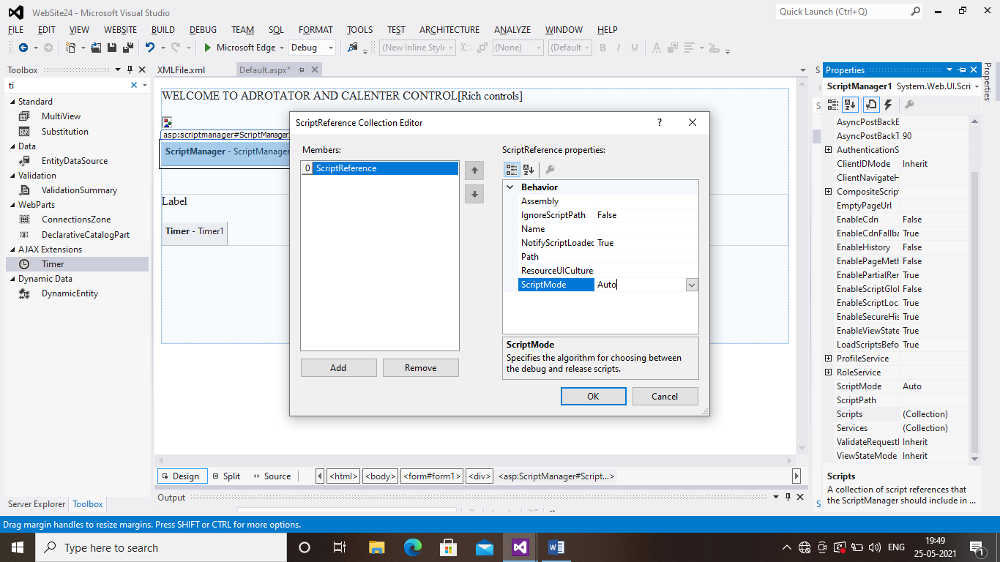 WebSite24 - Microsoft Visual Studio
Quick Launch (Ctrl+Q)
FILE EDIT VIEW WEBSITE BUILD DEBUG TEAM SQL FORMAT TOOLS TEST ARCHITECTURE ANALYZE WINDOW HELP
Microsoft Edge Debug (New Inline Style (None) (Default B I U A
Toolbox
ti
Standard
MultiView
Substitution
Data
EntityDataSource
Validation
ValidationSummary
WebParts
ConnectionsZone
DeclarativeCatalogPart
AJAX Extensions
Timer
Dynamic Data
DynamicEntity
Server Explorer Toolbox
XMLFile.xml Default.aspx*
WELCOME TO ADROTATOR AND CALENTER CONTROL[Rich controls]
asp:scriptmanager#ScriptManager1
ScriptManager - ScriptManager
Label
Timer - Timer1
ScriptReference Collection Editor
?
Members:
0 ScriptReference
Add Remove
ScriptReference properties:
Behavior
Assembly
IgnoreScriptPath False
Name
NotifyScriptLoaded True
Path
ResourceUICulture
ScriptMode Auto
ScriptMode
Specifies the algorithm for choosing between
the debug and release scripts.
OK Cancel
Design Split Source <html> <body> <form#form1> <div> <asp:ScriptManager#Script...>
Output
S
S
S
Properties
Properties
ScriptManager1 System.Web.UI.Scri
AsyncPostBackE
AsyncPostBackT 90
AuthenticationS
ClientIDMode Inherit
ClientNavigateH
CompositeScript
EmptyPageUrl
EnableCdn False
EnableCdnFallba True
EnableHistory False
EnablePageMeth False
EnablePartialRen True
EnableScriptGlob False
EnableScriptLoca True
EnableSecureHis True
EnableViewState True
LoadScriptsBefo True
ProfileService
RoleService
ScriptMode Auto
ScriptPath
Scripts (Collection)
Services (Collection)
ValidateRequestM Inherit
ViewStateMode Inherit
Scripts
A collection of script references that
the ScriptManager should include in ...
Drag margin handles to resize margins. Press SHIFT or CTRL for more options.
Type here to search
ENG
19:49
25-05-2021
1